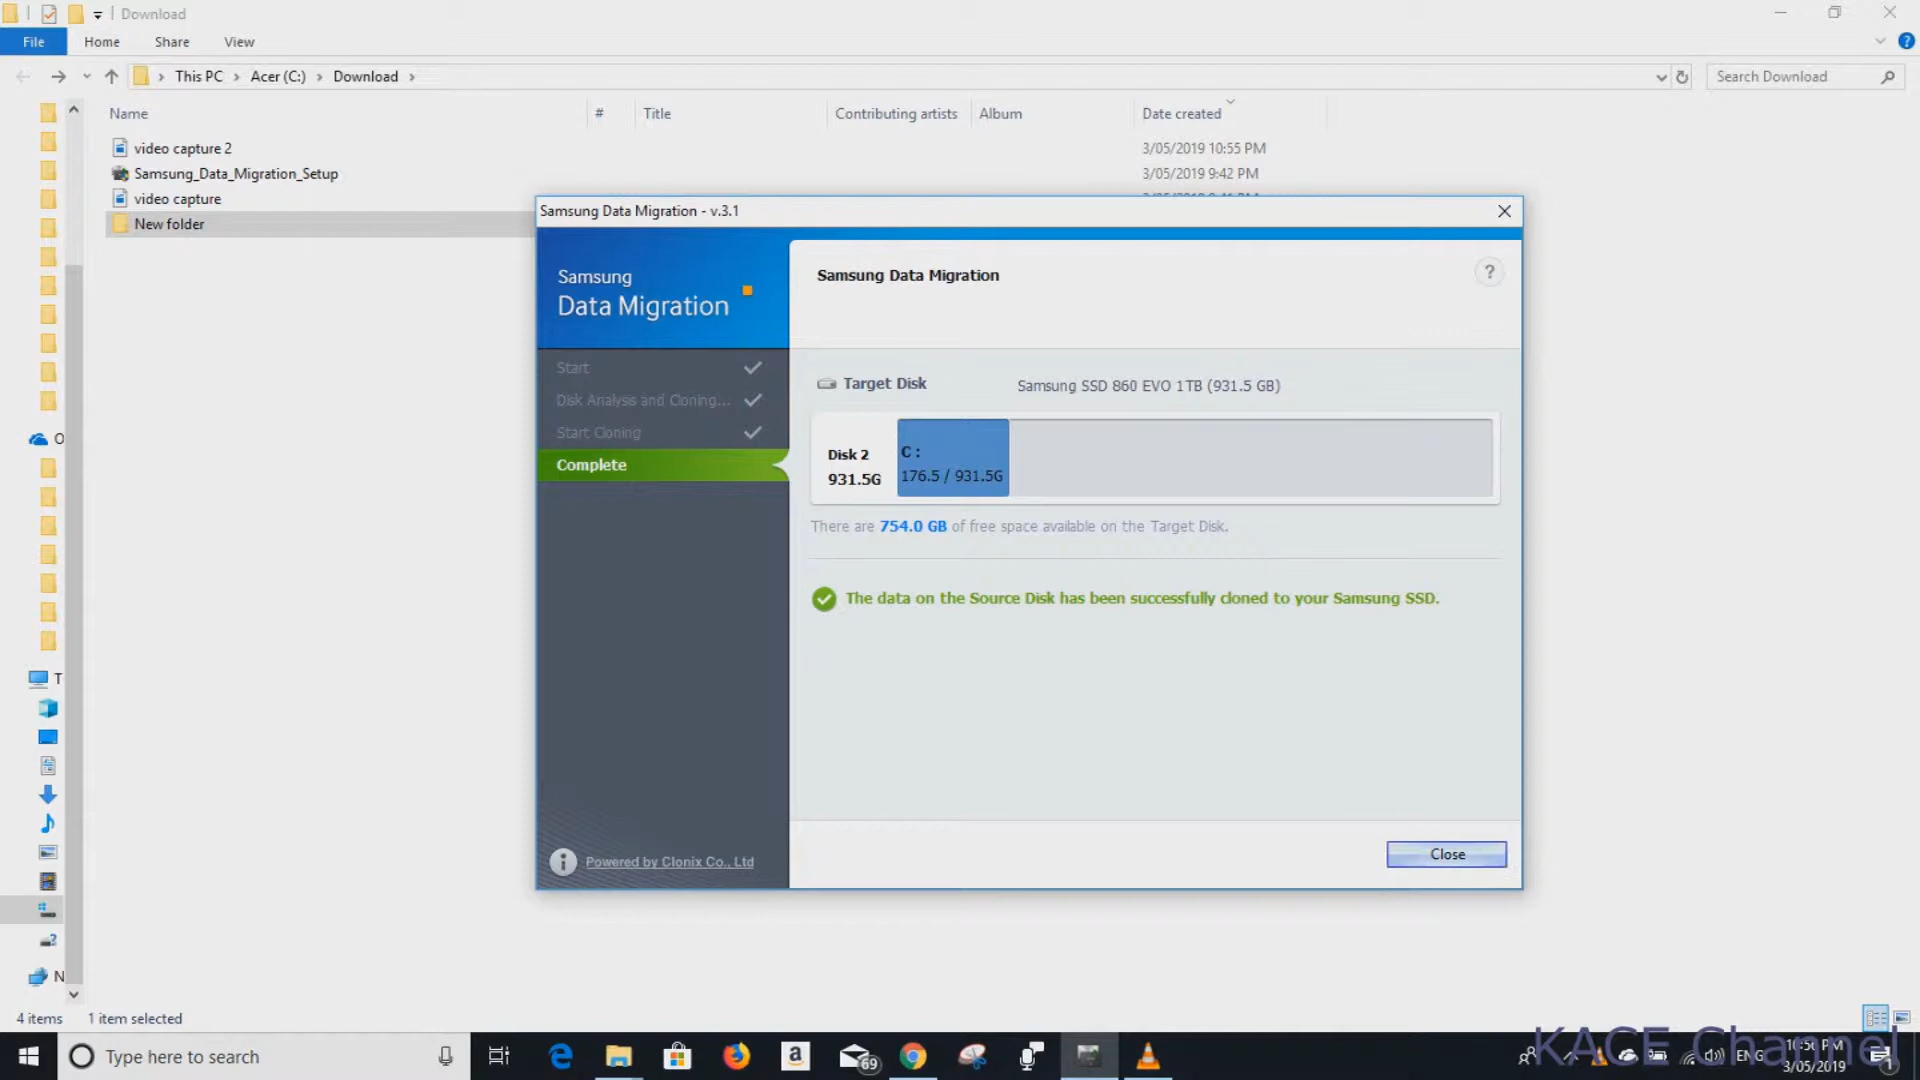 Download
File Home Share View
This PC Acer (C:) Download
Search Download
Name # Title Contributing artists Album Date created
video capture 2 3/05/2019 10:55 PM
Samsung_Data_Migration_Setup 3/05/2019 9:42 PM
video capture
New folder
Samsung Data Migration - v.3.1
Samsung
Data Migration
Samsung Data Migration
?
Start
Disk Analysis and Cloning...
Start Cloning
Complete
Target Disk Samsung SSD 860 EVO 1TB (931.5 GB)
Disk 2
931.5G
C :
176.5 / 931.5G
There are 754.0 GB of free space available on the Target Disk.
The data on the Source Disk has been successfully cloned to your Samsung SSD.
Powered by Clonix Co., Ltd
Close
O
T
N
4 items 1 item selected
Type here to search
69
ENG
3/05/2019
1
KACE Channel